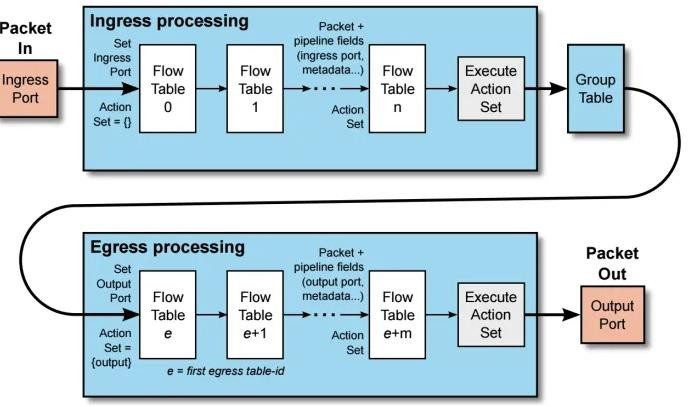 Packet
In
Ingress
Port
Ingress processing
Set
Ingress
Port
Action
Set = {}
Flow
Table
0
Flow
Table
1
Packet +
pipeline fields
(ingress port,
metadata...)
Action
Set
Flow
Table
n
Execute
Action
Set
Group
Table
Egress processing
Set
Output
Port
Action
Set =
{output}
Flow
Table
e
Flow
Table
e+1
Packet +
pipeline fields
(output port,
metadata...)
Action
Set
Flow
Table
e+m
Execute
Action
Set
e = first egress table-id
Packet
Out
Output
Port